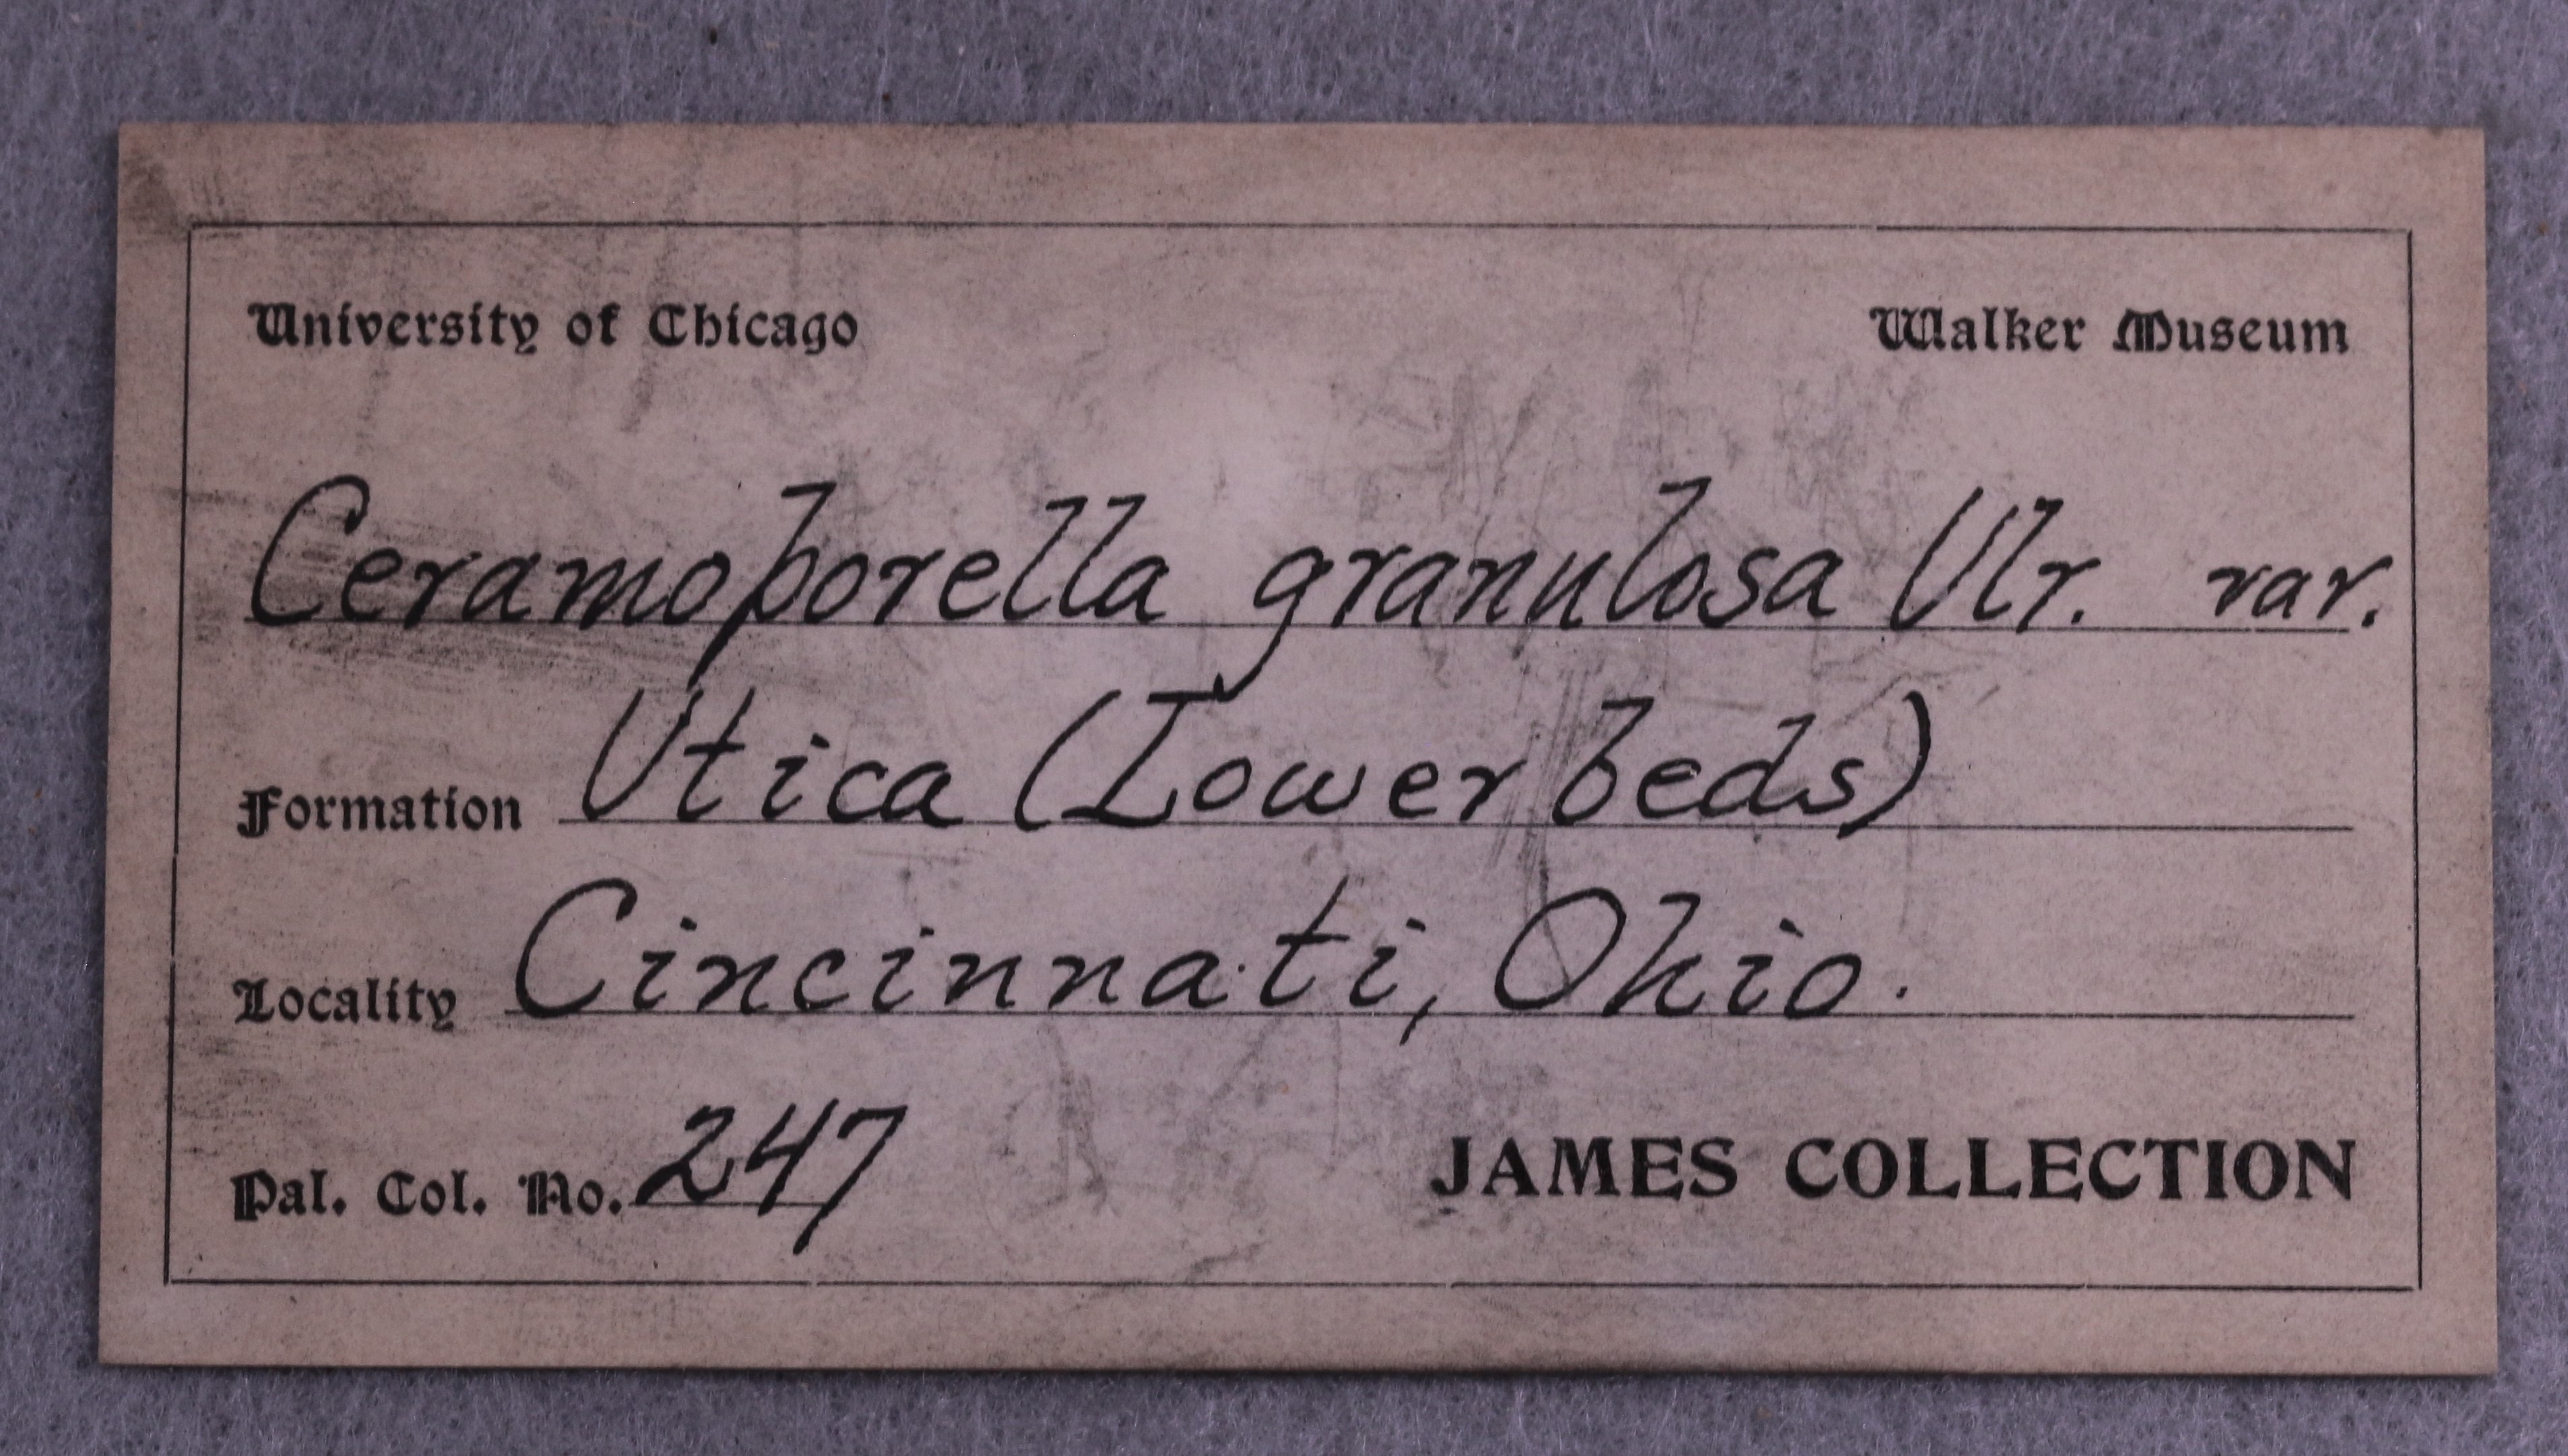 University of Chicago Walker Museum
Ceramoporella granulosa Ulr. var.
Formation Utica (Lower beds)
Locality Cincinnati, Ohio.
Pal. Col. No. 247 JAMES COLLECTION